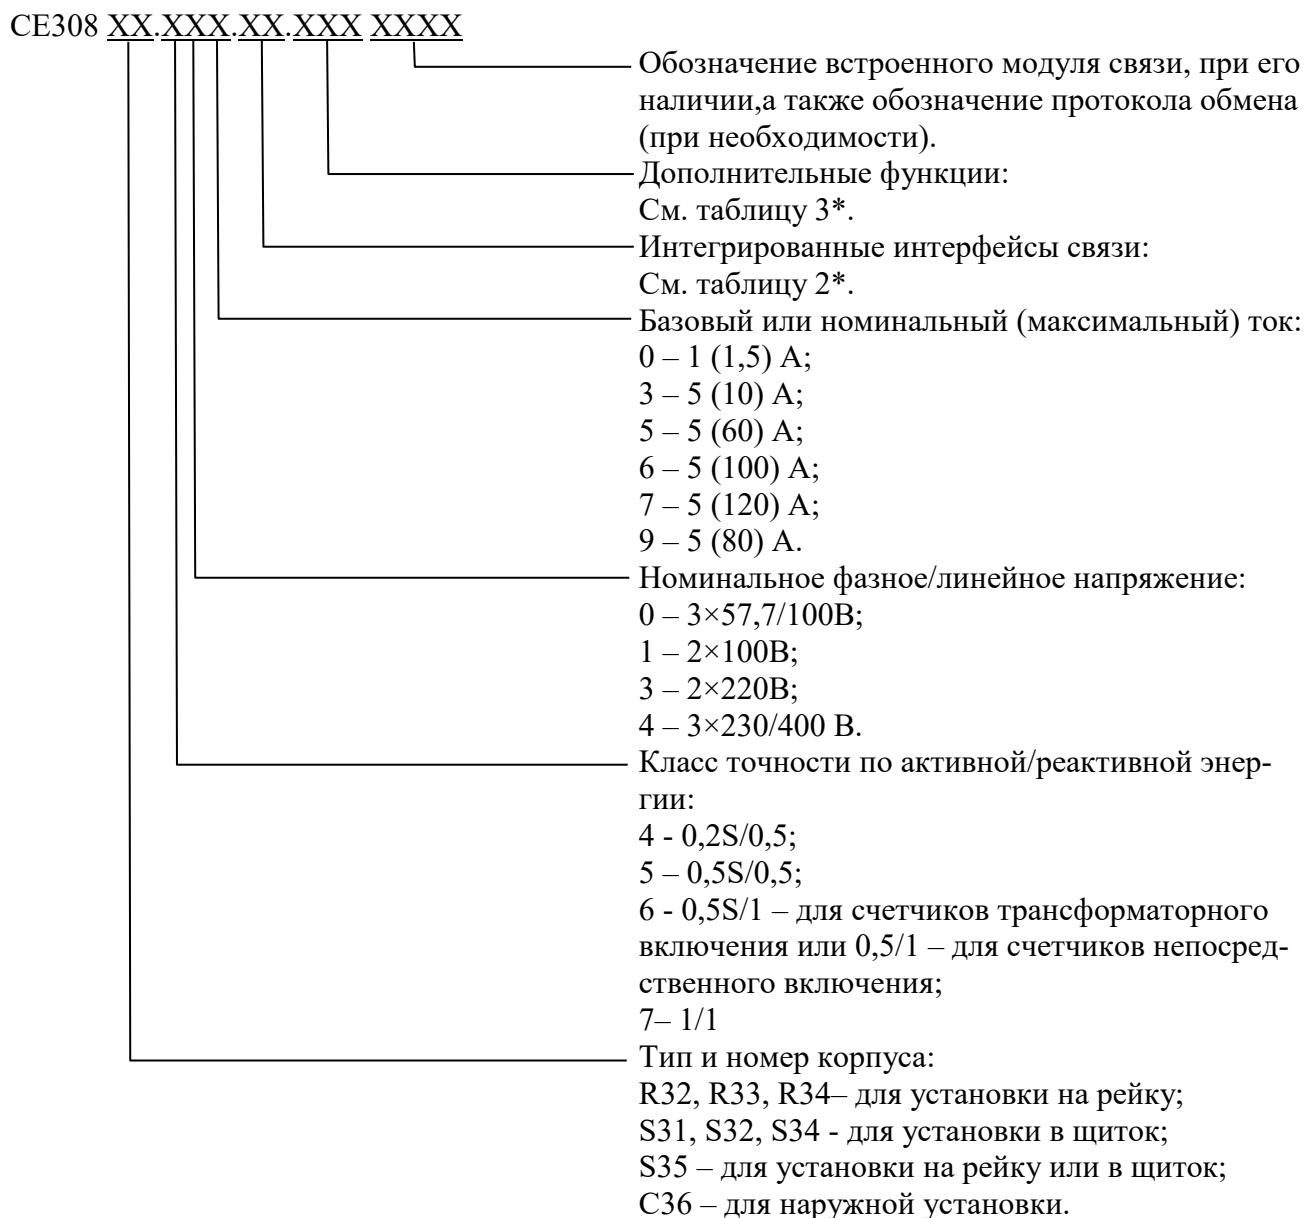 СЕ308 ХХ.ХХХ.ХХ.ХХХ ХХХХ
Обозначение встроенного модуля связи, при его
наличии,а также обозначение протокола обмена
(при необходимости).
Дополнительные функции:
См. таблицу 3*.
Интегрированные интерфейсы связи:
См. таблицу 2*.
Базовый или номинальный (максимальный) ток:
0 – 1 (1,5) А;
3 – 5 (10) А;
5 – 5 (60) А;
6 – 5 (100) А;
7 – 5 (120) А;
9 – 5 (80) А.
Номинальное фазное/линейное напряжение:
0 – 3×57,7/100В;
1 – 2×100В;
3 – 2×220В;
4 – 3×230/400 В.
Класс точности по активной/реактивной энер-
гии:
4 - 0,2S/0,5;
5 – 0,5S/0,5;
6 - 0,5S/1 – для счетчиков трансформаторного
включения или 0,5/1 – для счетчиков непосред-
ственного включения;
7– 1/1
Тип и номер корпуса:
R32, R33, R34– для установки на рейку;
S31, S32, S34 - для установки в щиток;
S35 – для установки на рейку или в щиток;
С36 – для наружной установки.